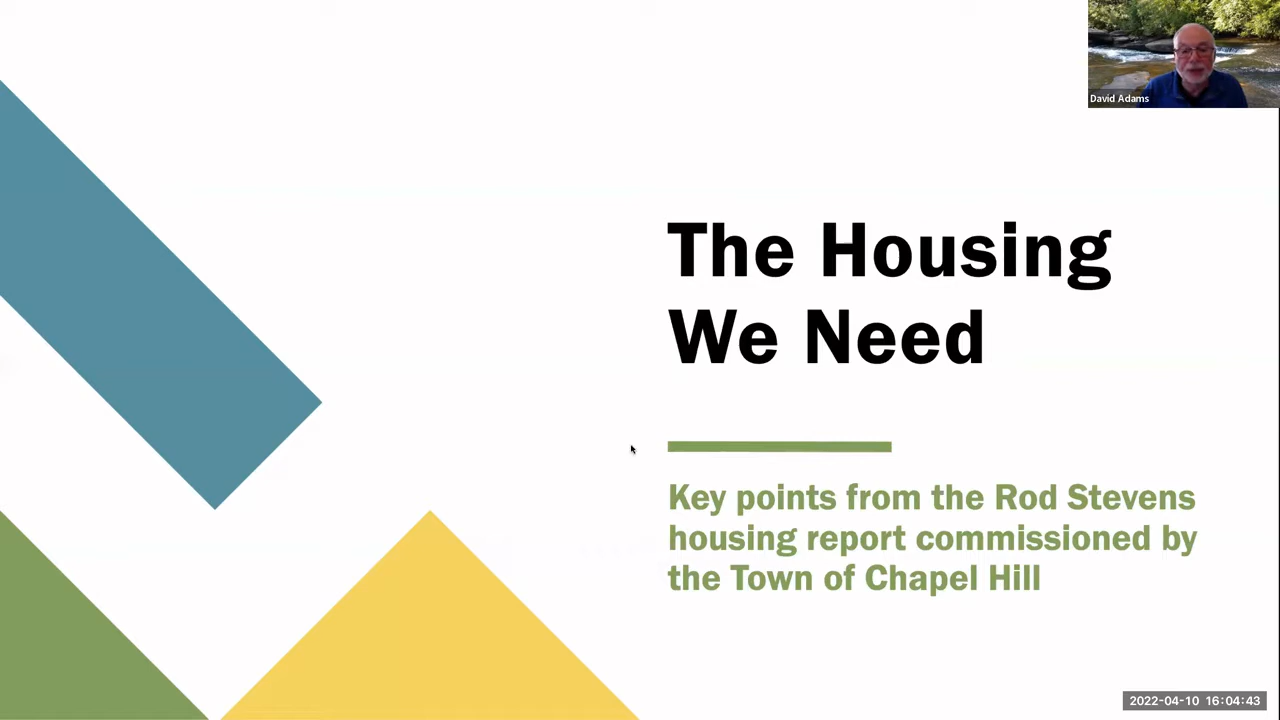 David Adams
The Housing
We Need
Key points from the Rod Stevens
housing report commissioned by
the Town of Chapel Hill
2022-04-10 16:04:43